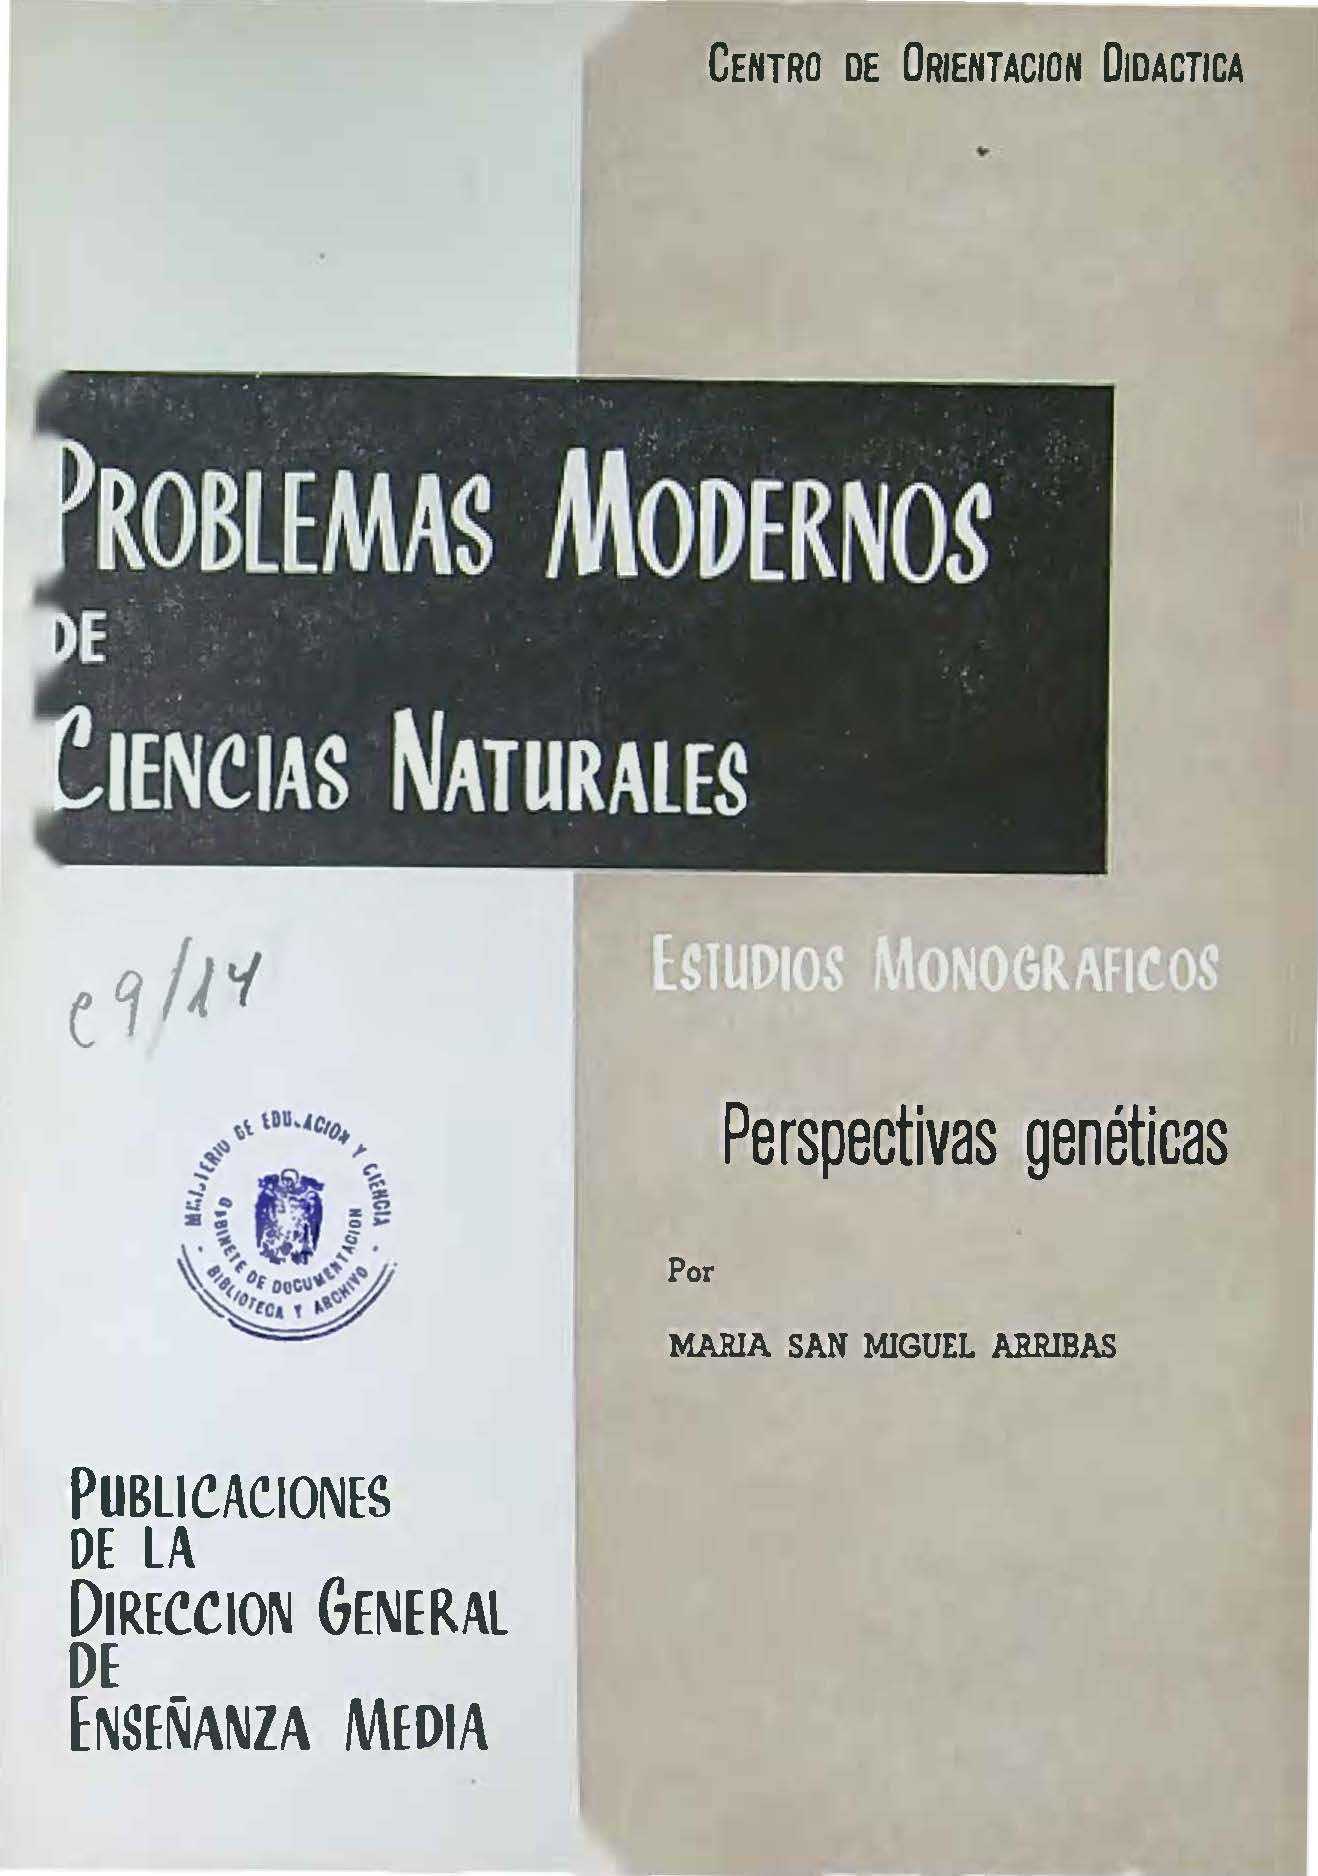 CENTRO DE ORIENTACION DIDACTICA
PROBLEMAS MODERNOS
DE
CIENCIAS NATURALES
e9/14
ESTUDIOS MONOGRAFICOS
Perspectivas genéticas
Por
MARIA SAN MIGUEL ARRIBAS
MINISTERIO DE EDUCACION Y CIENCIA
GABINETE DE DOCUMENTACION
BIBLIOTECA Y ARCHIVO
PUBLICACIONES
DE LA
DIRECCION GENERAL
DE
ENSEÑANZA MEDIA